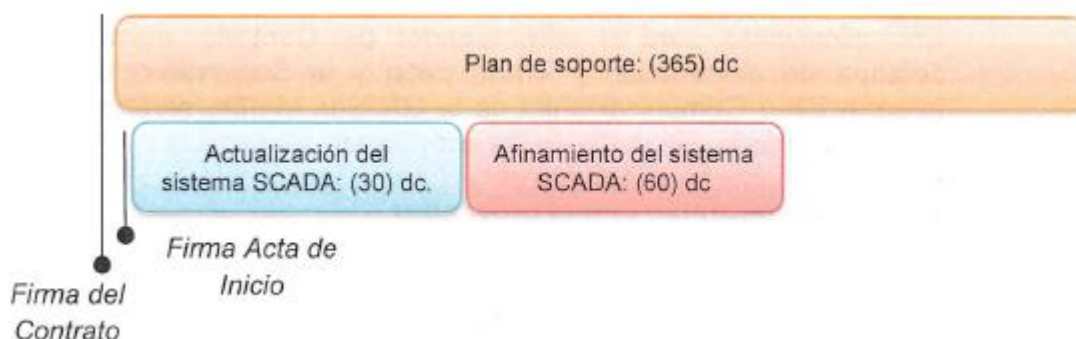 Plan de soporte: (365) dc
Actualización del
sistema SCADA: (30) dc.
Afinamiento del sistema
SCADA: (60) dc
Firma Acta de
Inicio
Firma del
Contrato